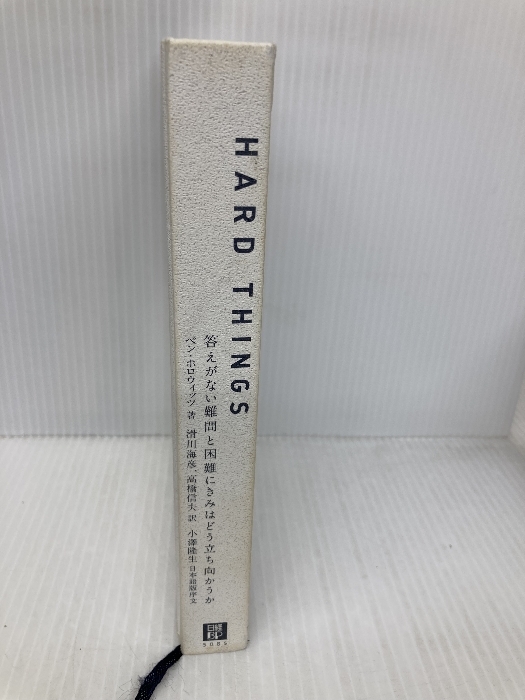 HARD THINGS
答えがない難問と困難にきみはどう立ち向かうか
ベン・ホロウィッツ 著 滑川海彦、高橋信夫 訳 小澤隆生 日本語版序文
日経
BP
5085